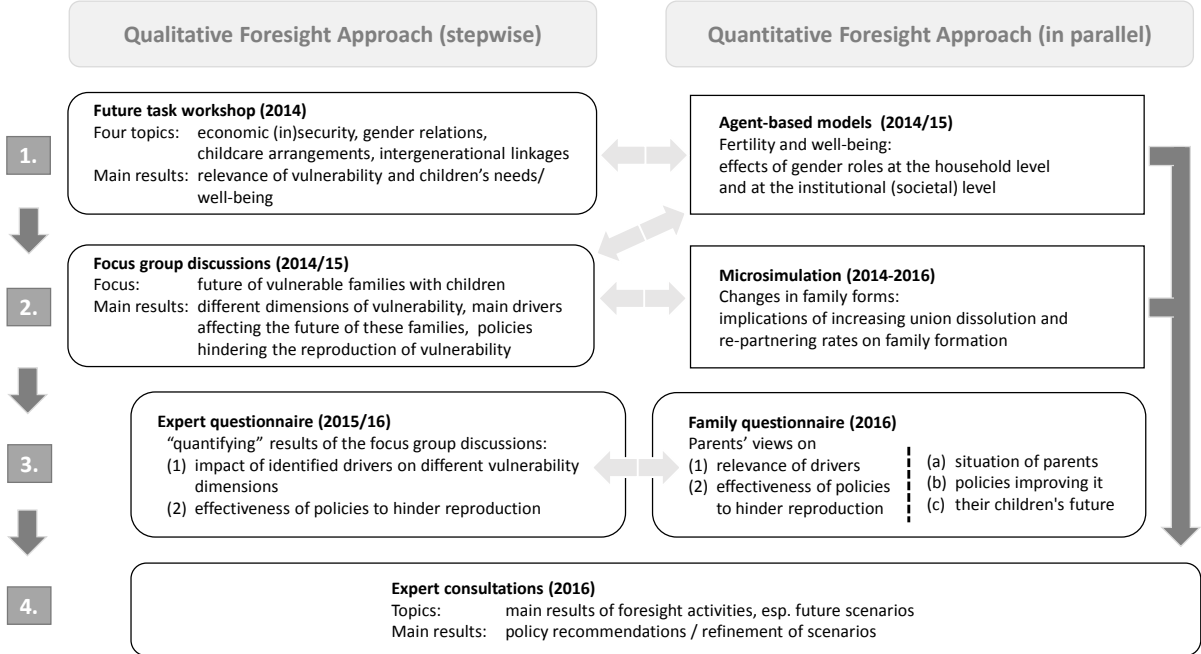 Qualitative Foresight Approach (stepwise)
Quantitative Foresight Approach (in parallel)
1.
Future task workshop (2014)
Four topics: economic (in)security, gender relations,
childcare arrangements, intergenerational linkages
Main results: relevance of vulnerability and children’s needs/
well-being
Agent-based models (2014/15)
Fertility and well-being:
effects of gender roles at the household level
and at the institutional (societal) level
2.
Focus group discussions (2014/15)
Focus: future of vulnerable families with children
Main results: different dimensions of vulnerability, main drivers
affecting the future of these families, policies
hindering the reproduction of vulnerability
Microsimulation (2014-2016)
Changes in family forms:
implications of increasing union dissolution and
re-partnering rates on family formation
3.
Expert questionnaire (2015/16)
“quantifying” results of the focus group discussions:
(1) impact of identified drivers on different vulnerability
dimensions
(2) effectiveness of policies to hinder reproduction
Family questionnaire (2016)
Parents’ views on
(1) relevance of drivers
(2) effectiveness of policies
to hinder reproduction
(a) situation of parents
(b) policies improving it
(c) their children's future
4.
Expert consultations (2016)
Topics: main results of foresight activities, esp. future scenarios
Main results: policy recommendations / refinement of scenarios